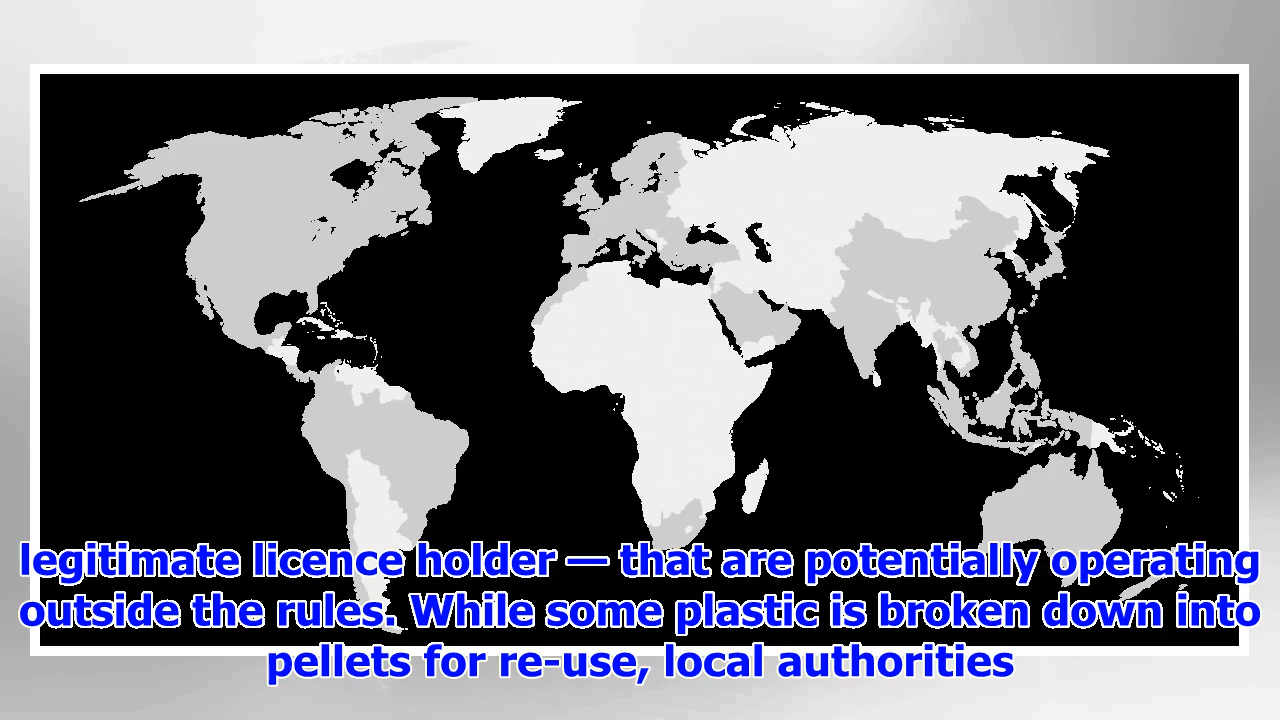 legitimate licence holder — that are potentially operating
outside the rules. While some plastic is broken down into
pellets for re-use, local authorities